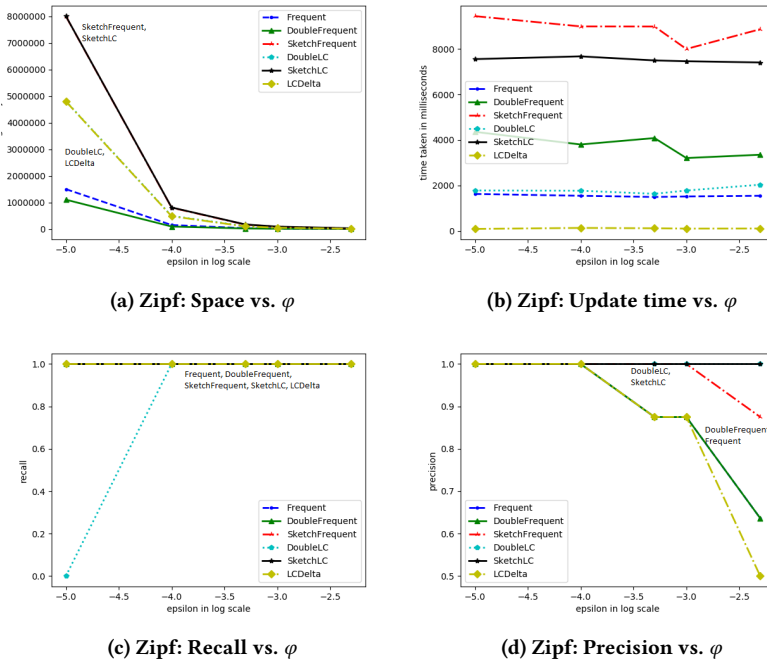 8000000
7000000
6000000
5000000
4000000
3000000
2000000
1000000
0
SketchFrequent,
SketchLC
DoubleLC,
LCDelta
Frequent
DoubleFrequent
SketchFrequent
DoubleLC
SketchLC
LCDelta
−5.0 −4.5 −4.0 −3.5 −3.0 −2.5
epsilon in log scale
(a) Zipf: Space vs. φ
time taken in milliseconds
8000
6000
4000
2000
0
Frequent
DoubleFrequent
SketchFrequent
DoubleLC
SketchLC
LCDelta
−5.0 −4.5 −4.0 −3.5 −3.0 −2.5
epsilon in log scale
(b) Zipf: Update time vs. φ
recall
1.0
0.8
0.6
0.4
0.2
0.0
Frequent, DoubleFrequent,
SketchFrequent, SketchLC, LCDelta
Frequent
DoubleFrequent
SketchFrequent
DoubleLC
SketchLC
LCDelta
−5.0 −4.5 −4.0 −3.5 −3.0 −2.5
epsilon in log scale
(c) Zipf: Recall vs. φ
precision
1.0
0.9
0.8
0.7
0.6
0.5
DoubleLC,
SketchLC
DoubleFrequent
Frequent
Frequent
DoubleFrequent
SketchFrequent
DoubleLC
SketchLC
LCDelta
−5.0 −4.5 −4.0 −3.5 −3.0 −2.5
epsilon in log scale
(d) Zipf: Precision vs. φ